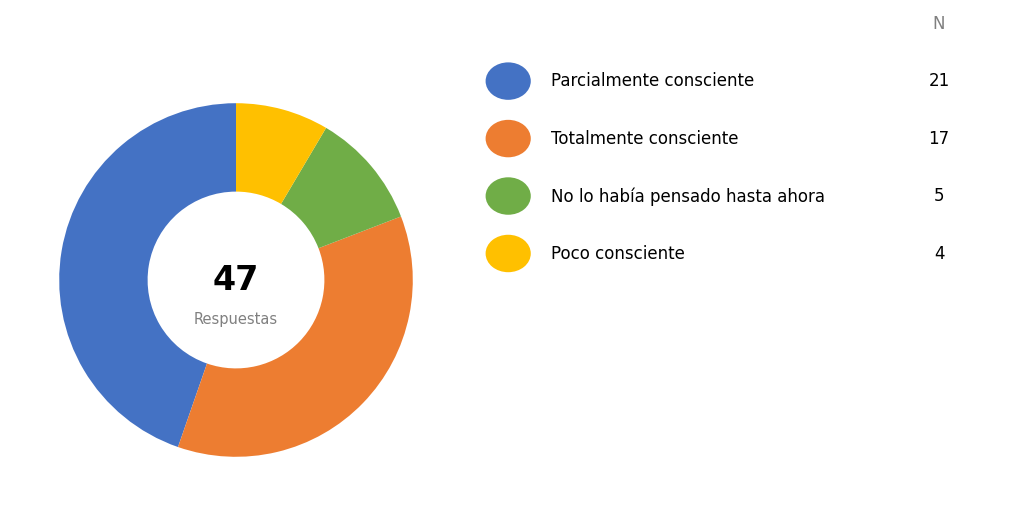 N
Parcialmente consciente 21
Totalmente consciente 17
No lo había pensado hasta ahora 5
Poco consciente 4
47
Respuestas